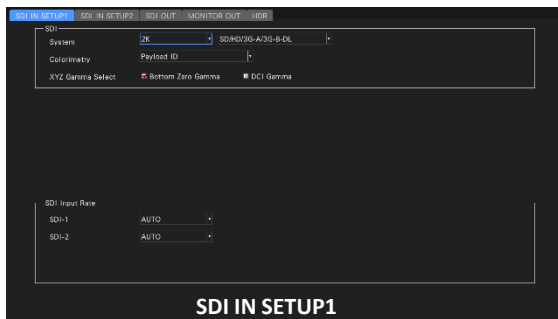 SDI IN SETUP1 SDI IN SETUP2 SDI OUT MONITOR OUT HDR
SDI
System 2K SD/HD/3G-A/3G-B-DL
Colorimetry Payload ID
XYZ Gamma Select Bottom Zero Gamma DCI Gamma
SDI Input Rate
SDI-1 AUTO
SDI-2 AUTO
SDI IN SETUP1